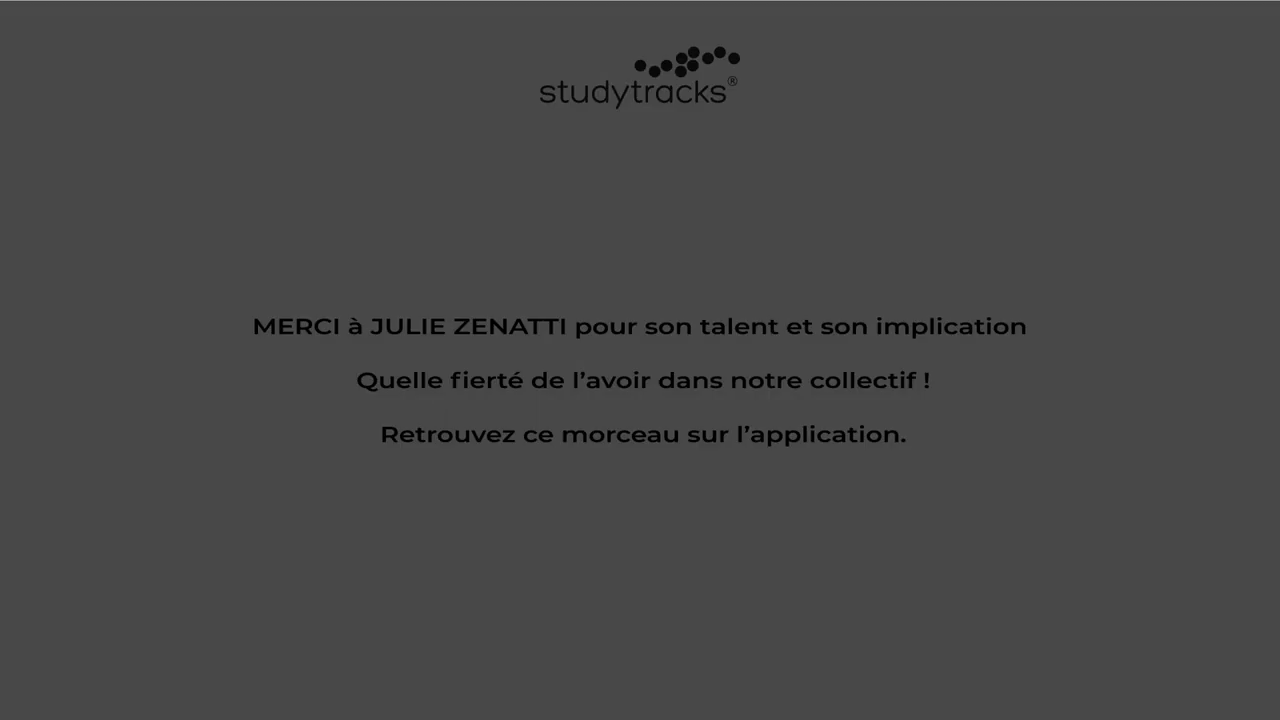 studytracks®
MERCI à JULIE ZENATTI pour son talent et son implication
Quelle fierté de l’avoir dans notre collectif !
Retrouvez ce morceau sur l’application.